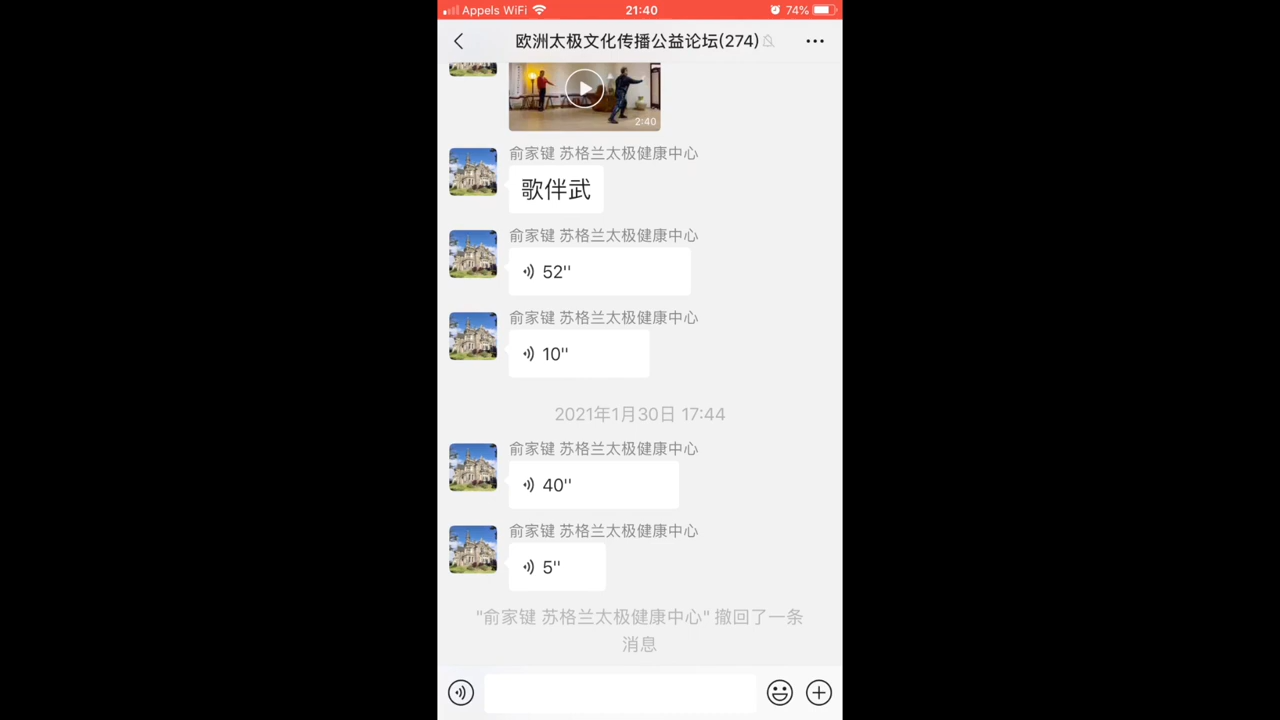 Appels WiFi 21:40 74%
欧洲太极文化传播公益论坛(274)
2:40
俞家键 苏格兰太极健康中心
歌伴武
俞家键 苏格兰太极健康中心
52''
俞家键 苏格兰太极健康中心
10''
2021年1月30日 17:44
俞家键 苏格兰太极健康中心
40''
俞家键 苏格兰太极健康中心
5''
"俞家键 苏格兰太极健康中心" 撤回了一条
消息